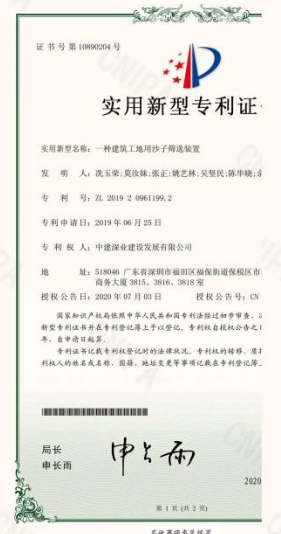 证书号第10890204号
实用新型专利证
实用新型名称：一种建筑工地用沙子筛选装置
发 明 人：冼玉荣;莫汝妹;张正;姚艺林;吴坚民;陈华晓;
专 利 号：ZL 2019 2 0961199.2
专利申请日：2019年06月25日
专 利 权 人：中建深业建设发展有限公司
地 址：518046 广东省深圳市福田区福保街道保税区市
商务大厦3815、3816、3818室
授权公告日：2020年07月03日 授权公告号：CN
国家知识产权局依照中华人民共和国专利法经过初步审查，
新型专利证书并在专利登记簿上予以登记。专利权自授权公告之
年，自申请日起算。
专利证书记载专利权登记时的法律状况。专利权的转移、质
利权人的姓名或名称、国籍、地址变更等事项记载在专利登记簿
局长
申长雨
申长雨
2020
第 1 页 (共 2 页)
其他事项参见续页
CNIPA